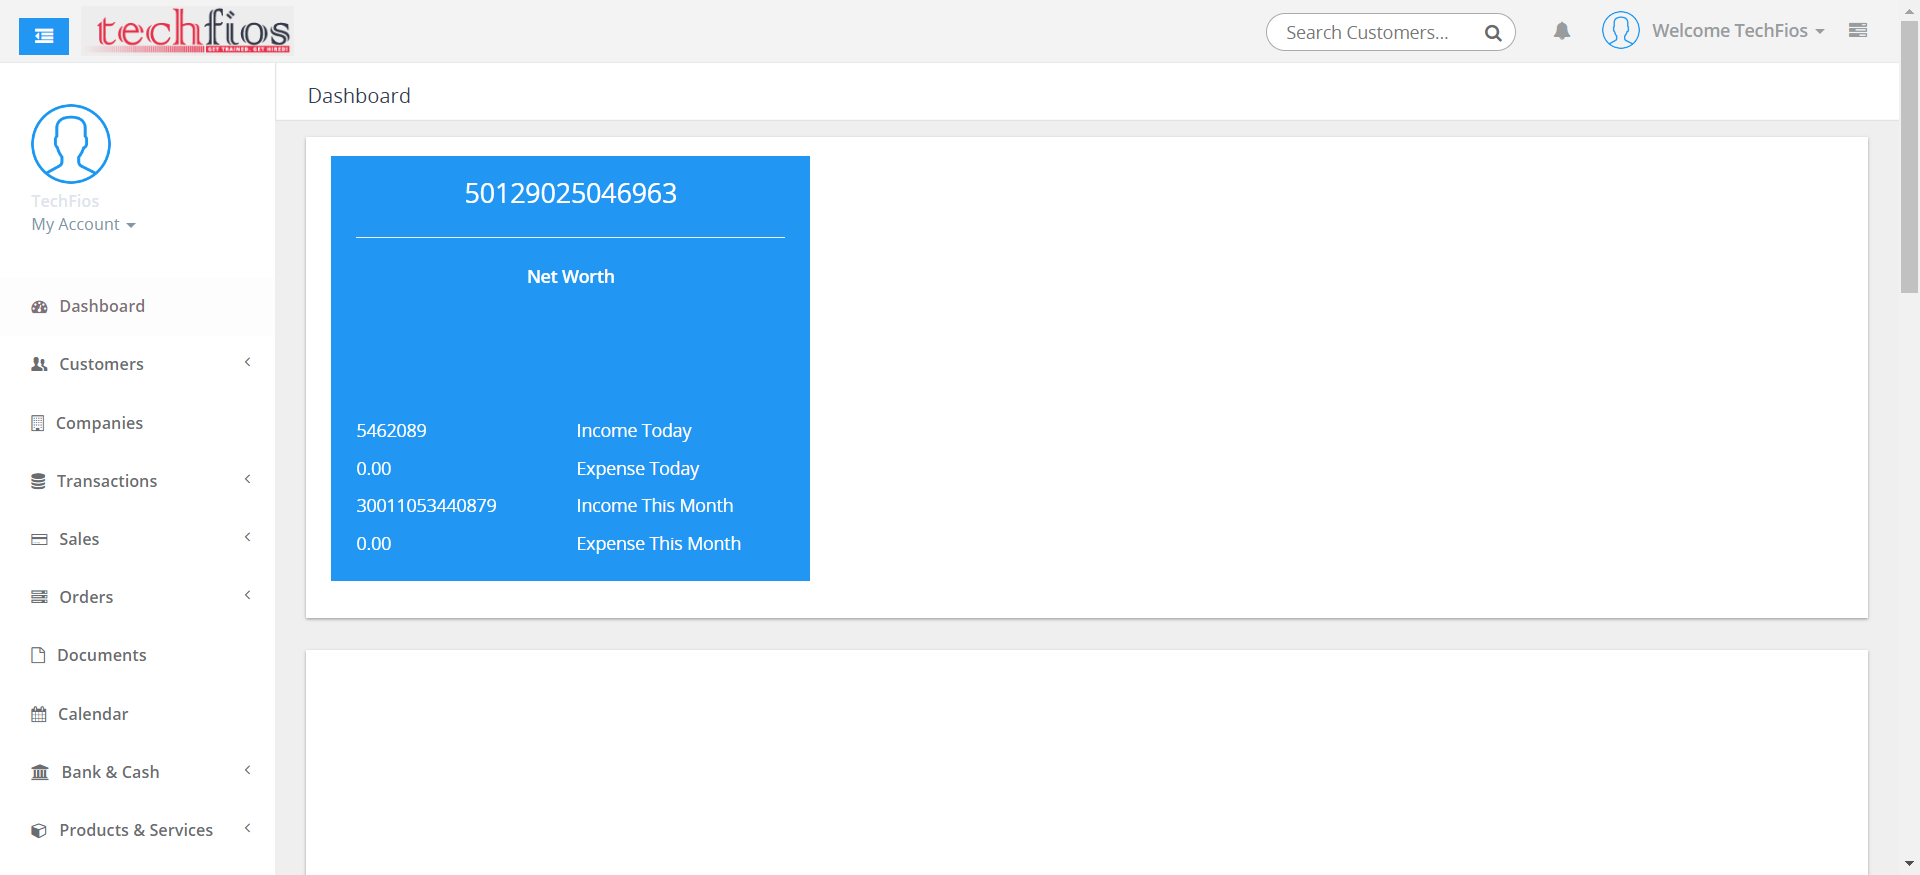 techfios
GET TRAINED. GET HIRED!
Search Customers...
Welcome TechFios
TechFios
My Account
Dashboard
Customers
Companies
Transactions
Sales
Orders
Documents
Calendar
Bank & Cash
Products & Services
Dashboard
50129025046963
Net Worth
5462089 Income Today
0.00 Expense Today
30011053440879 Income This Month
0.00 Expense This Month